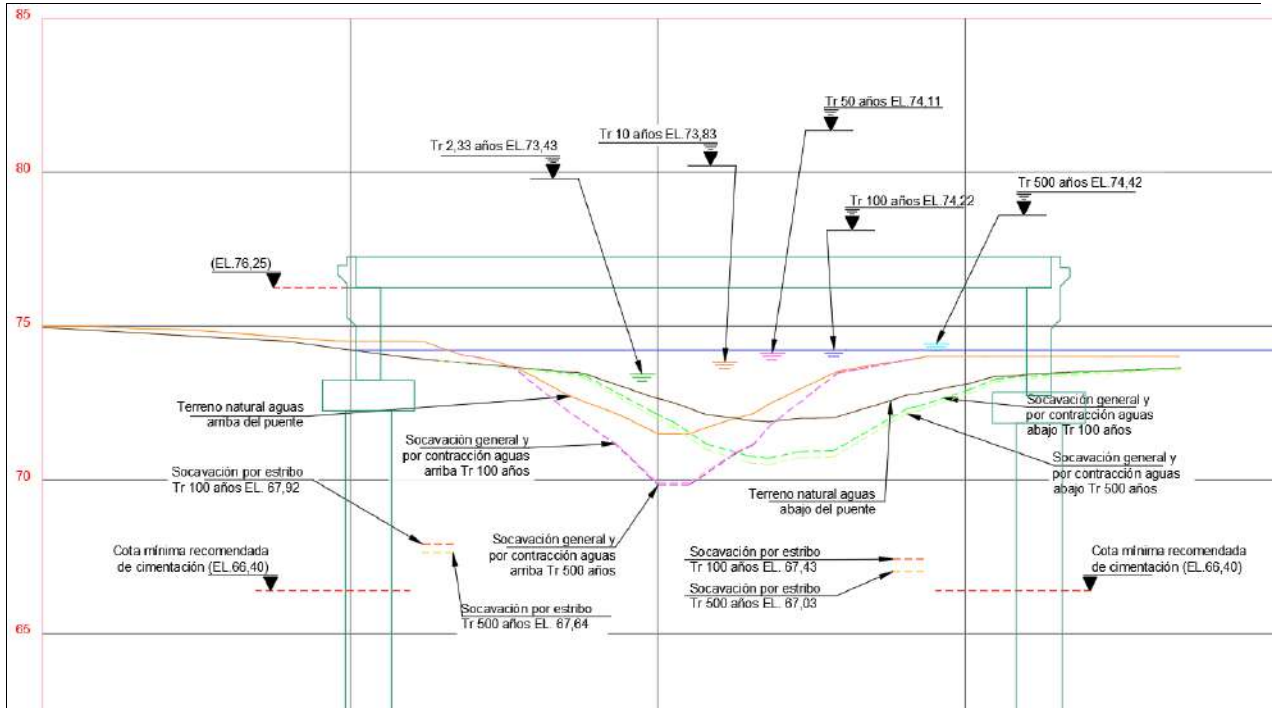 85
Tr 50 años EL.74,11
Tr 10 años EL.73,83
Tr 2,33 años EL.73,43
80
Tr 500 años EL.74,42
Tr 100 años EL.74,22
(EL.76,25)
75
Terreno natural aguas
arriba del puente
Socavación general y
por contracción aguas
arriba Tr 100 años
Socavación general y
por contracción aguas
abajo Tr 100 años
70
Socavación por estribo
Tr 100 años EL. 67,92
Terreno natural aguas
abajo del puente
Socavación general y
por contracción aguas
abajo Tr 500 años
Socavación general y
por contracción aguas
arriba Tr 500 años
Cota mínima recomendada
de cimentación (EL.66,40)
Socavación por estribo
Tr 100 años EL. 67,43
Socavación por estribo
Tr 500 años EL. 67,03
Cota mínima recomendada
de cimentación (EL.66,40)
Socavación por estribo
Tr 500 años EL. 67,64
65